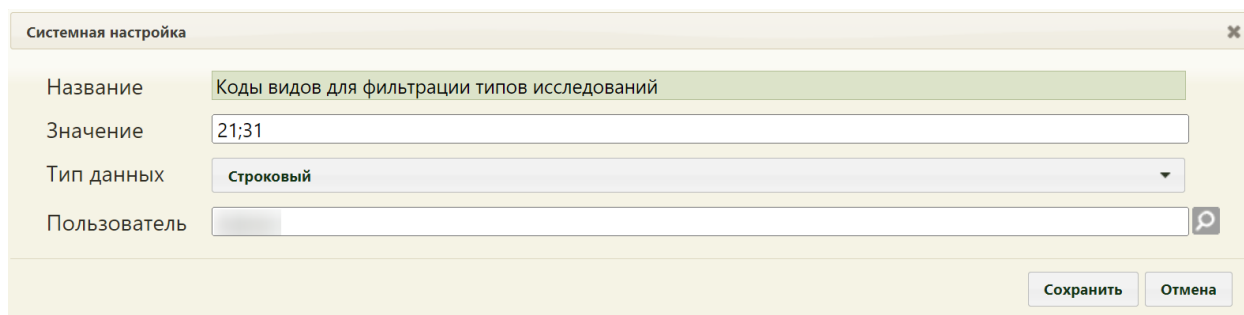 Системная настройка
Название Коды видов для фильтрации типов исследований
Значение 21;31
Тип данных Строковый
Пользователь
Сохранить Отмена